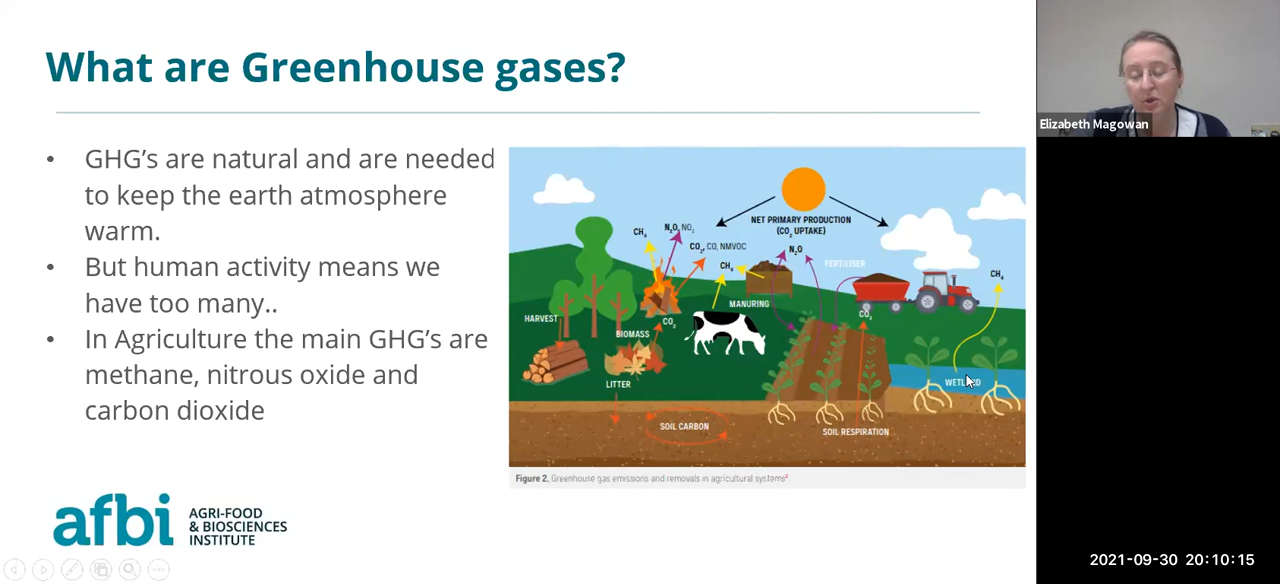 What are Greenhouse gases?
• GHG's are natural and are needed
to keep the earth atmosphere
warm.
• But human activity means we
have too many..
• In Agriculture the main GHG's are
methane, nitrous oxide and
carbon dioxide
NET PRIMARY PRODUCTION
(CO₂ UPTAKE)
CH₄
N₂O, NO₂
CO₂, CO, NMVOC
CH₄
N₂O
FERTILISER
CH₄
MANURING
HARVEST
CO₂
CO₂
BIOMASS
LITTER
SOIL CARBON
SOIL RESPIRATION
Figure 2. Greenhouse gas emissions and removals in agricultural systems²
afbi
AGRI-FOOD
& BIOSCIENCES
INSTITUTE
Elizabeth Magowan
2021-09-30 20:10:15